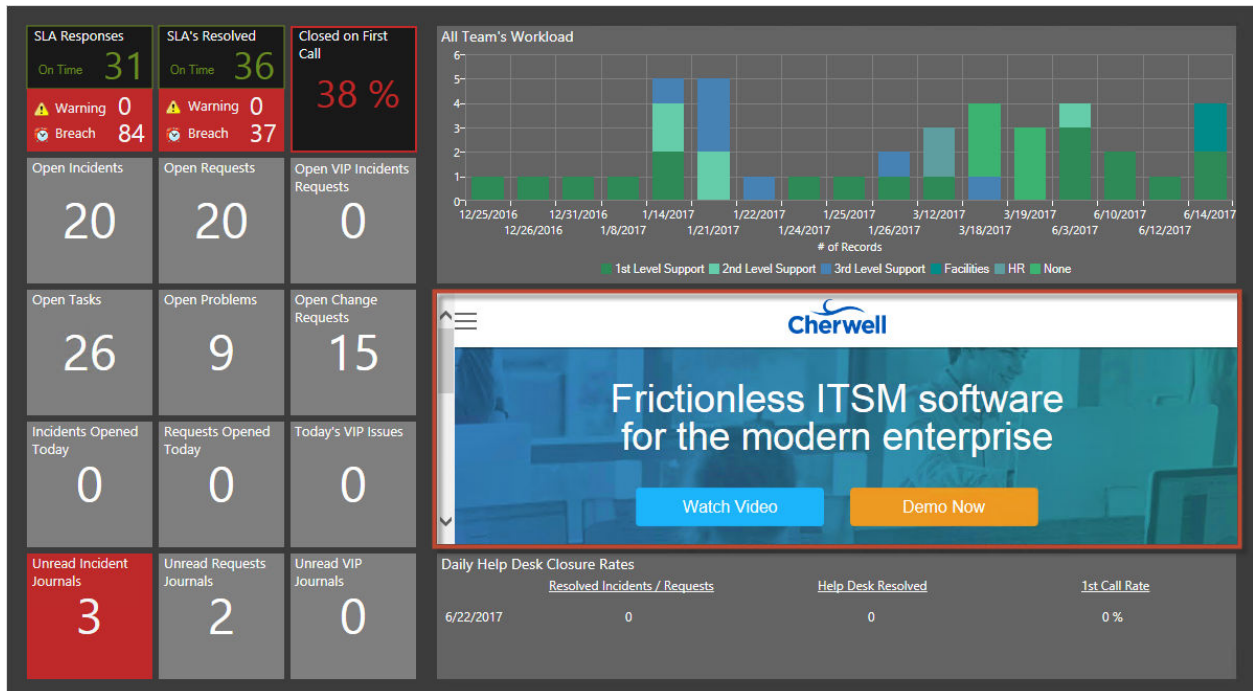 SLA Responses
On Time 31
Warning 0
Breach 84
SLA's Resolved
On Time 36
Warning 0
Breach 37
Closed on First
Call
38 %
Open Incidents
20
Open Requests
20
Open VIP Incidents
Requests
0
Open Tasks
26
Open Problems
9
Open Change
Requests
15
Incidents Opened
Today
0
Requests Opened
Today
0
Today's VIP Issues
0
Unread Incident
Journals
3
Unread Requests
Journals
2
Unread VIP
Journals
0
All Team's Workload
6
5
4
3
2
1
0
12/25/2016 12/31/2016 1/14/2017 1/22/2017 1/25/2017 3/12/2017 3/19/2017 6/10/2017 6/14/2017
12/26/2016 1/8/2017 1/21/2017 1/24/2017 1/26/2017 3/18/2017 6/3/2017 6/12/2017
# of Records
1st Level Support 2nd Level Support 3rd Level Support Facilities HR None
Cherwell
Frictionless ITSM software
for the modern enterprise
Watch Video Demo Now
Daily Help Desk Closure Rates
Resolved Incidents / Requests Help Desk Resolved 1st Call Rate
6/22/2017 0 0 0 %